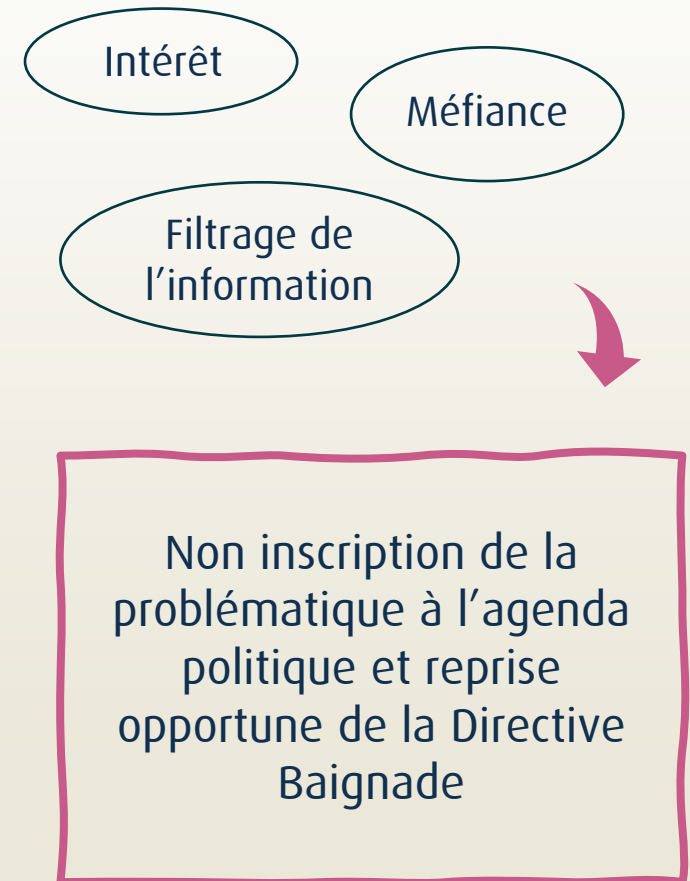 Intérêt
Méfiance
Filtrage de
l’information
Non inscription de la
problématique à l’agenda
politique et reprise
opportune de la Directive
Baignade